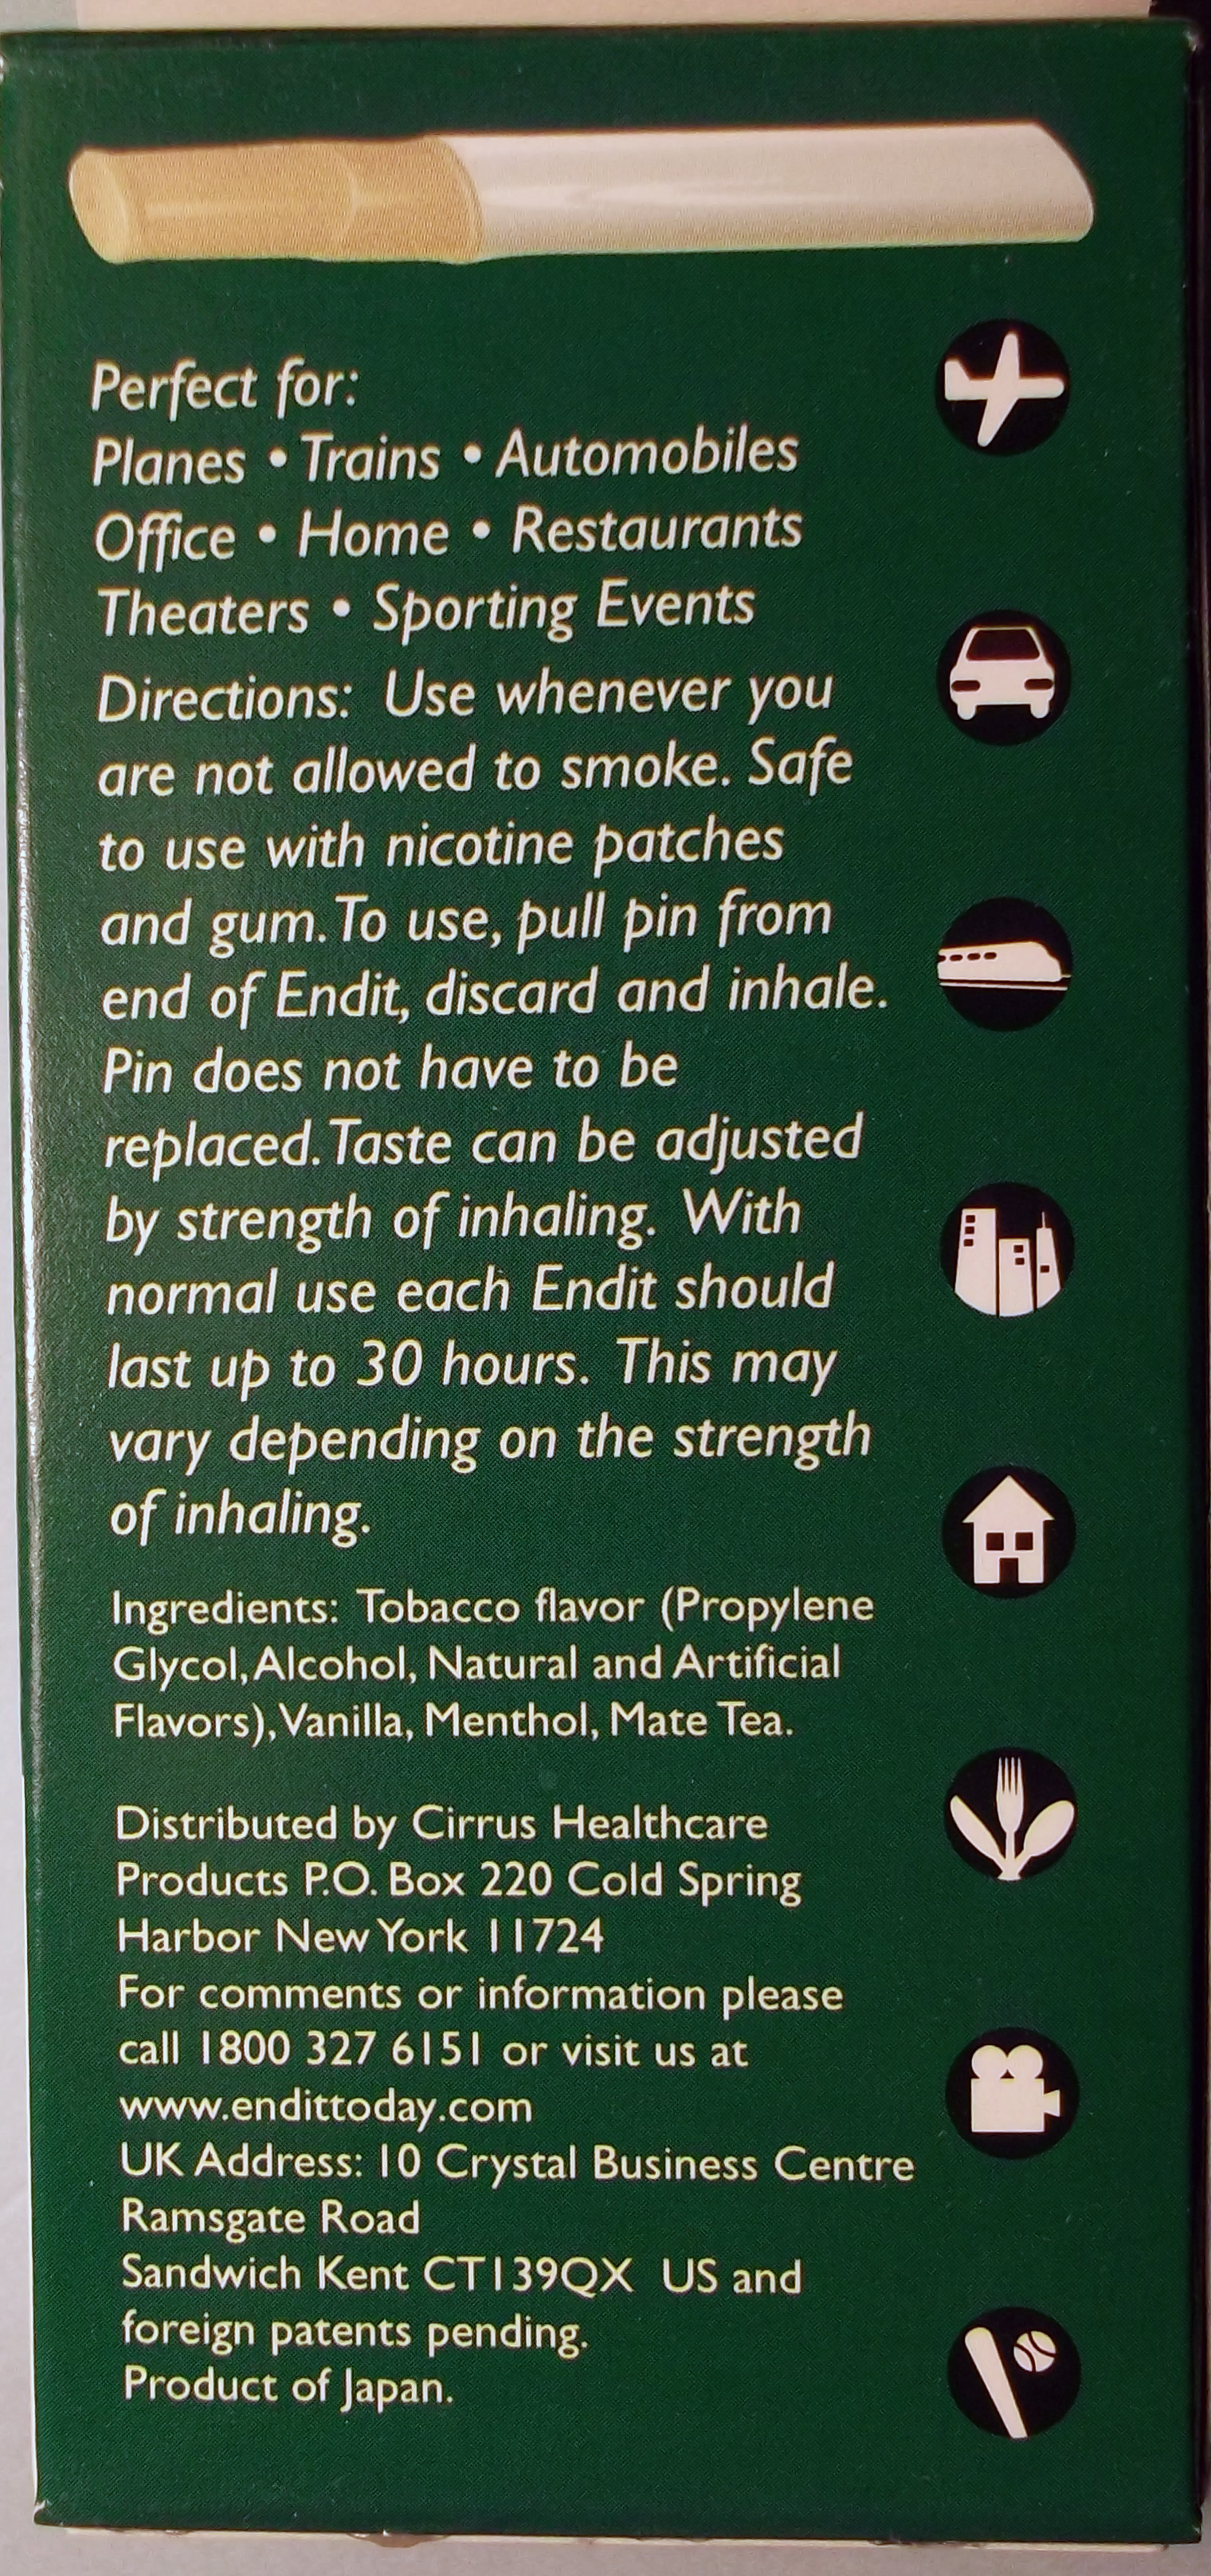 Perfect for:
Planes • Trains • Automobiles
Office • Home • Restaurants
Theaters • Sporting Events
Directions: Use whenever you
are not allowed to smoke. Safe
to use with nicotine patches
and gum. To use, pull pin from
end of Endit, discard and inhale.
Pin does not have to be
replaced. Taste can be adjusted
by strength of inhaling. With
normal use each Endit should
last up to 30 hours. This may
vary depending on the strength
of inhaling.
Ingredients: Tobacco flavor (Propylene
Glycol, Alcohol, Natural and Artificial
Flavors), Vanilla, Menthol, Mate Tea.
Distributed by Cirrus Healthcare
Products P.O. Box 220 Cold Spring
Harbor New York 11724
For comments or information please
call 1800 327 6151 or visit us at
www.endittoday.com
UK Address: 10 Crystal Business Centre
Ramsgate Road
Sandwich Kent CT139QX US and
foreign patents pending.
Product of Japan.